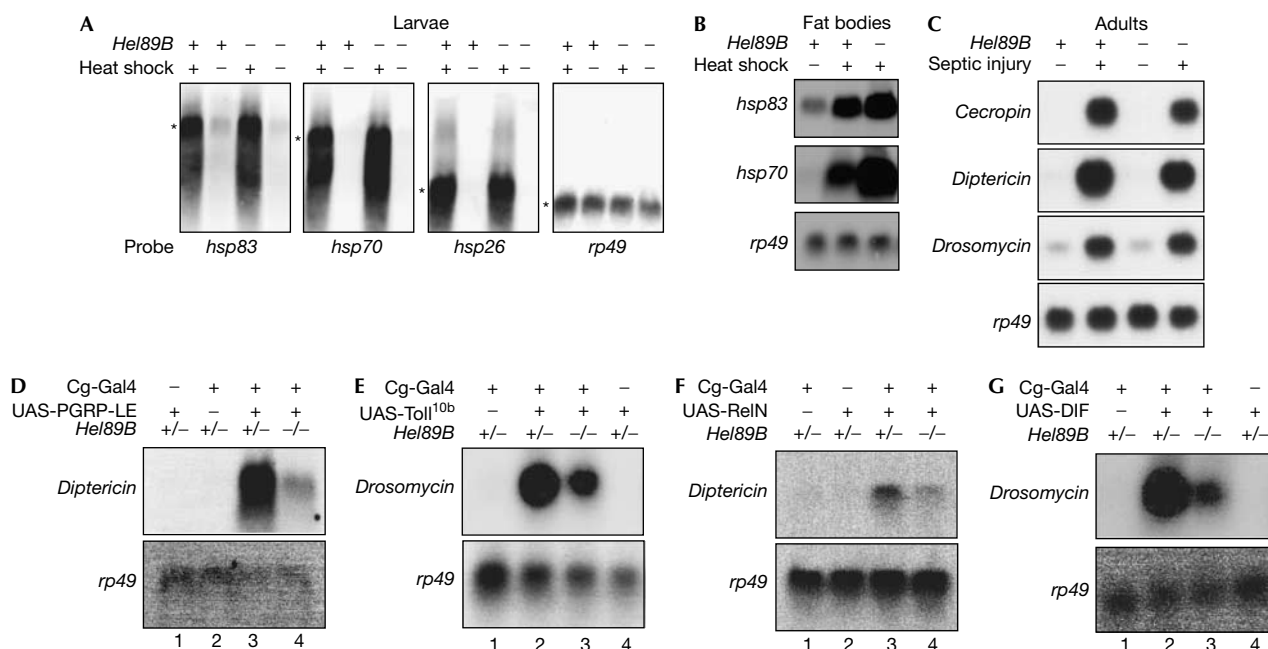 A Larvae
Hel89B + + – – + + – – + + – – + + – –
Heat shock + – + – + – + – + – + – + – + –
* * * *
Probe hsp83 hsp70 hsp26 rp49
B Fat bodies
Hel89B + + –
Heat shock – + +
hsp83
hsp70
rp49
C Adults
Hel89B + + – –
Septic injury – + – +
Cecropin
Diptericin
Drosomycin
rp49
D Cg-Gal4 – + + +
UAS-PGRP-LE + – + +
Hel89B +/– +/– +/– –/–
Diptericin
rp49
1 2 3 4
E Cg-Gal4 + + + –
UAS-Toll10b – + + +
Hel89B +/– +/– –/– +/–
Drosomycin
rp49
1 2 3 4
F Cg-Gal4 + – + +
UAS-RelN – + + +
Hel89B +/– +/– +/– –/–
Diptericin
rp49
1 2 3 4
G Cg-Gal4 + + + –
UAS-DIF – + + +
Hel89B +/– +/– –/– +/–
Drosomycin
rp49
1 2 3 4